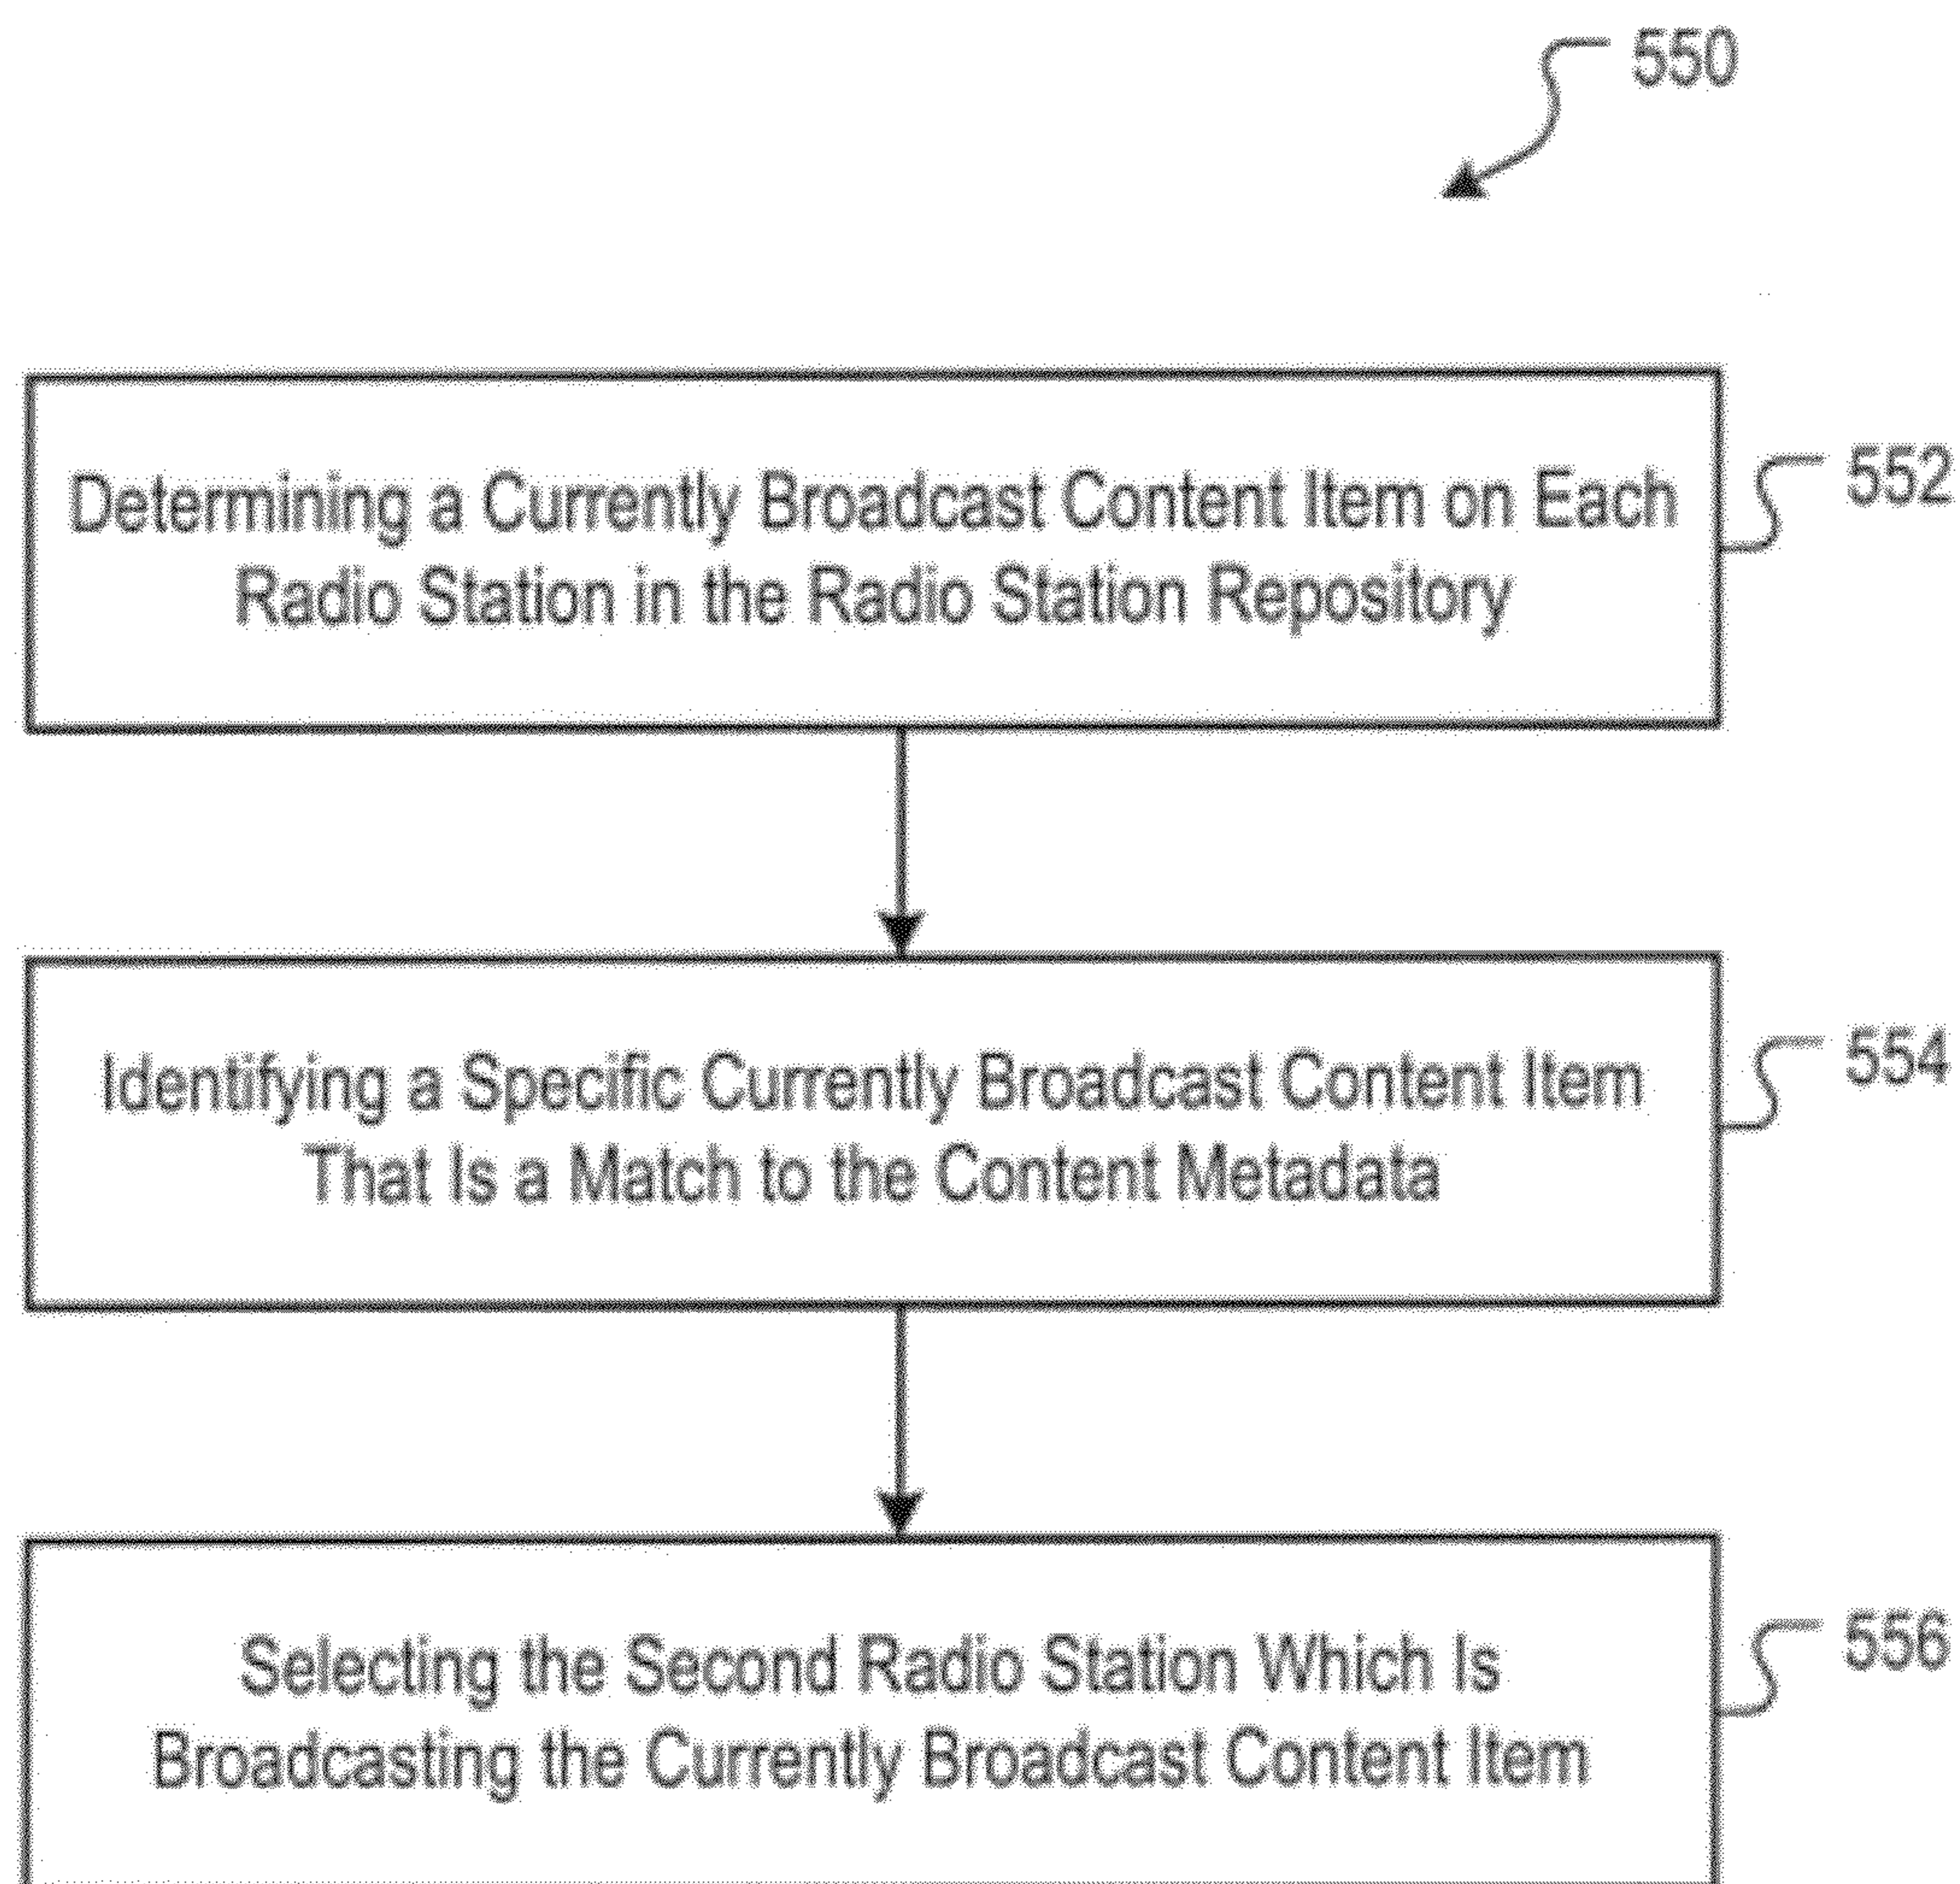 550
Determining a Currently Broadcast Content Item on Each
Radio Station in the Radio Station Repository
552
Identifying a Specific Currently Broadcast Content Item
That Is a Match to the Content Metadata
554
Selecting the Second Radio Station Which Is
Broadcasting the Currently Broadcast Content Item
556